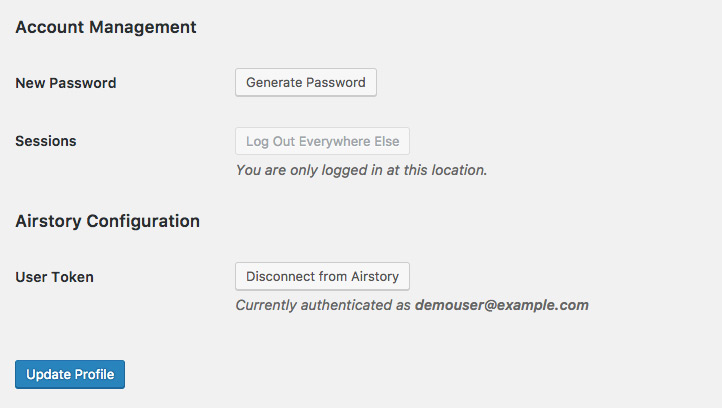 Account Management
New Password
Generate Password
Sessions
Log Out Everywhere Else
You are only logged in at this location.
Airstory Configuration
User Token
Disconnect from Airstory
Currently authenticated as demouser@example.com
Update Profile